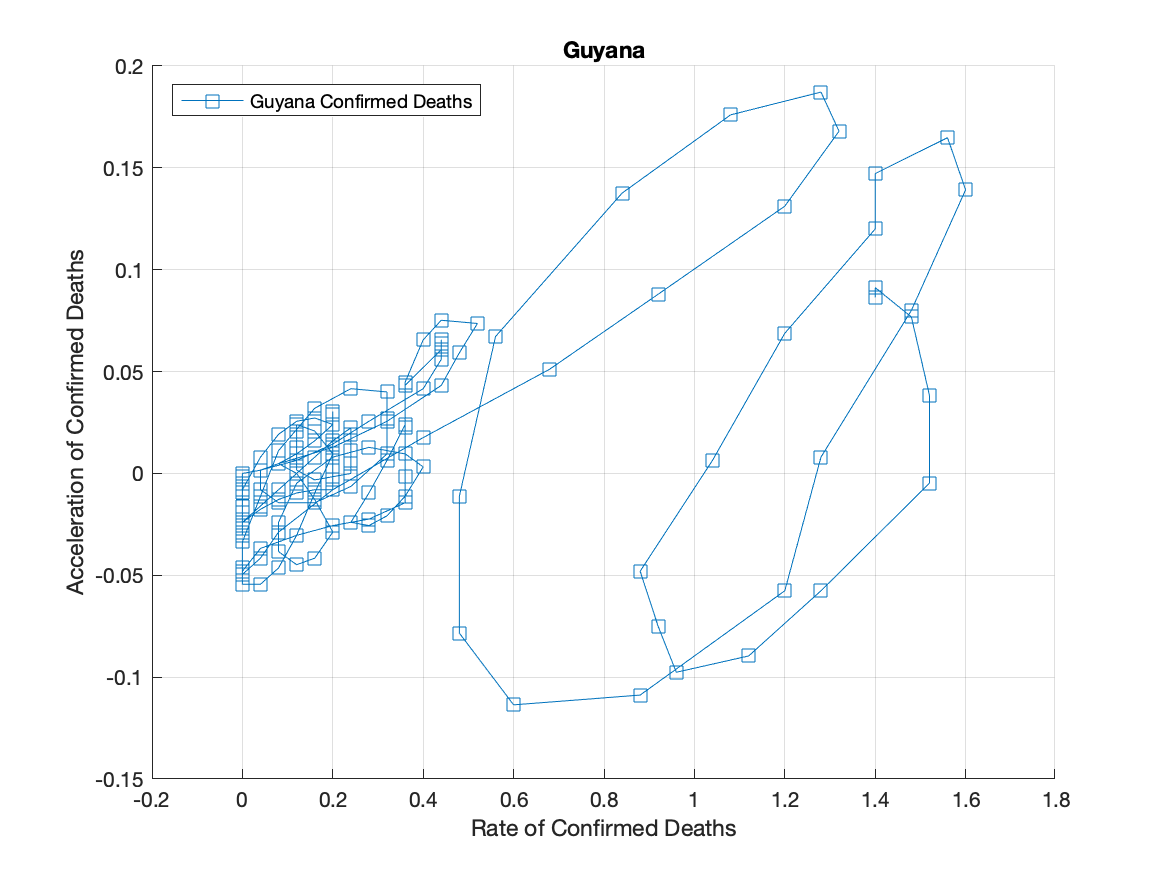 Guyana
Guyana Confirmed Deaths
0.2
0.15
0.1
0.05
0
-0.05
-0.1
-0.15
Acceleration of Confirmed Deaths
-0.2 0 0.2 0.4 0.6 0.8 1 1.2 1.4 1.6 1.8
Rate of Confirmed Deaths